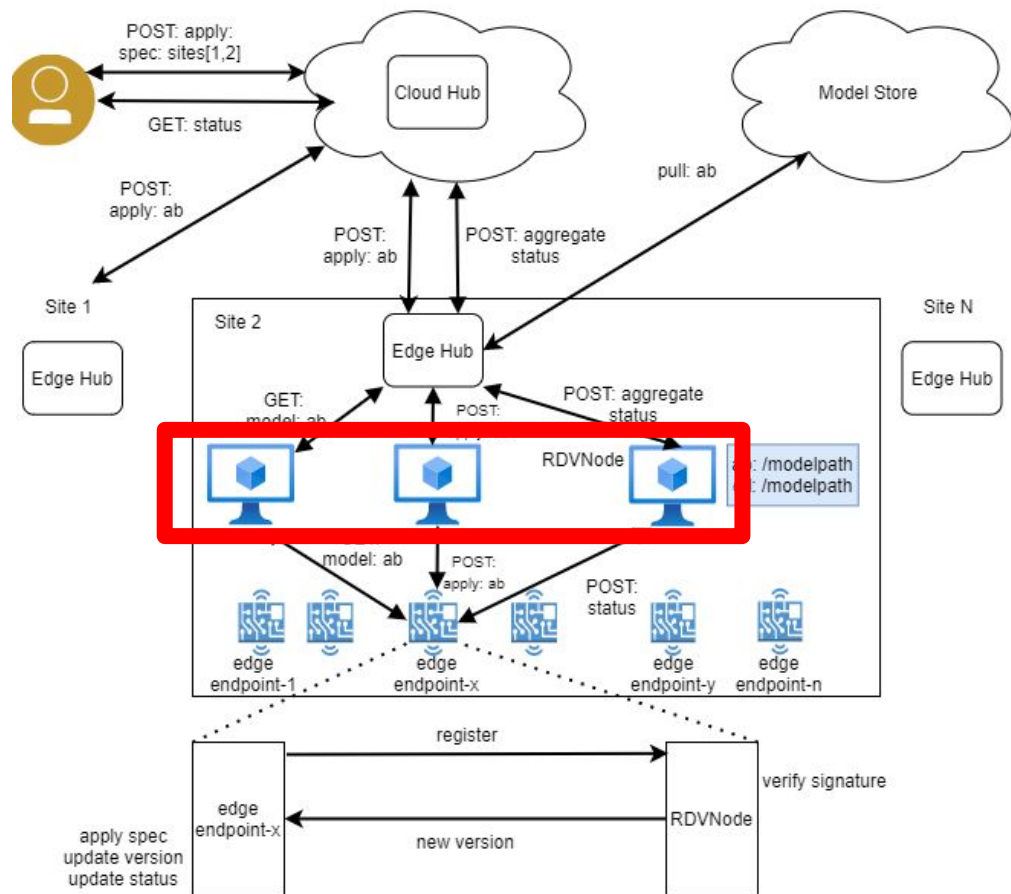 POST: apply:
spec: sites[1,2]
GET: status
Cloud Hub
Model Store
POST:
apply: ab
pull: ab
POST:
apply: ab
POST: aggregate
status
Site 1
Edge Hub
Site 2
Edge Hub
Site N
Edge Hub
GET:
model: ab
POST:
POST: aggregate
status
RDVNode
/modelpath
/modelpath
model: ab
POST:
apply: ab
POST:
status
edge
endpoint-1
edge
endpoint-x
edge
endpoint-y
edge
endpoint-n
register
verify signature
edge
endpoint-x
RDVNode
new version
apply spec
update version
update status